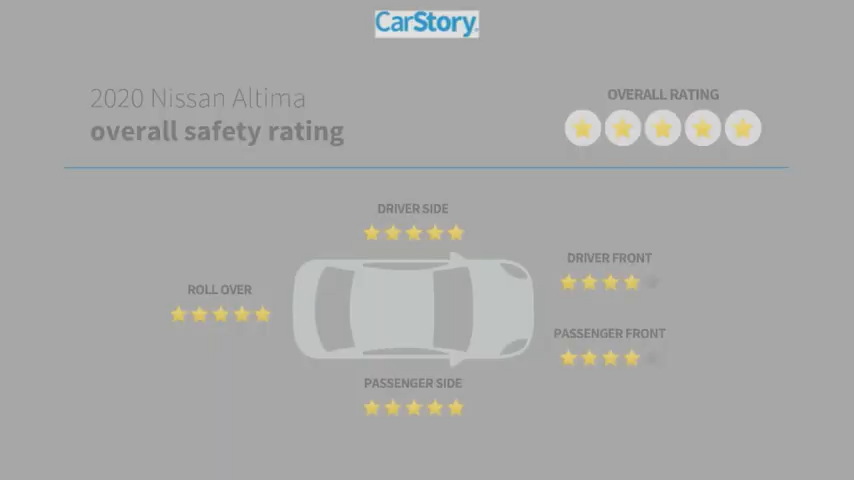 CarStory
2020 Nissan Altima
overall safety rating
OVERALL RATING
DRIVER SIDE
DRIVER FRONT
ROLL OVER
PASSENGER FRONT
PASSENGER SIDE